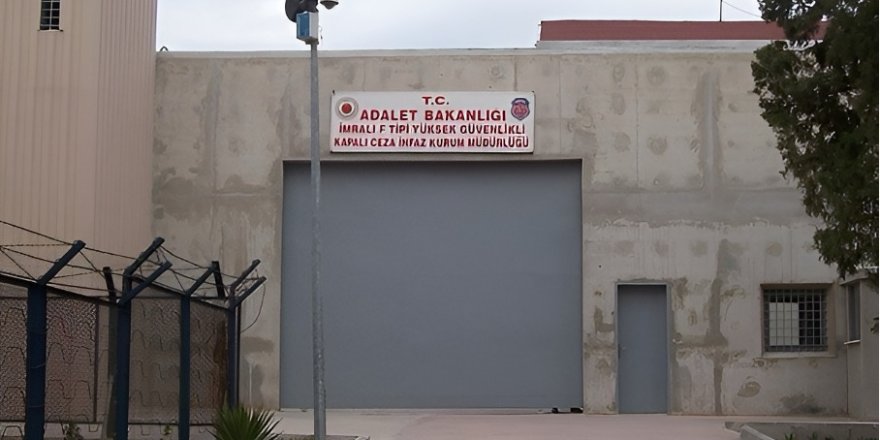 T.C.
ADALET BAKANLIGI
İMRALI F TİPİ YÜKSEK GÜVENLİKLİ
KAPALI CEZA İNFAZ KURUM MÜDÜRLÜĞÜ